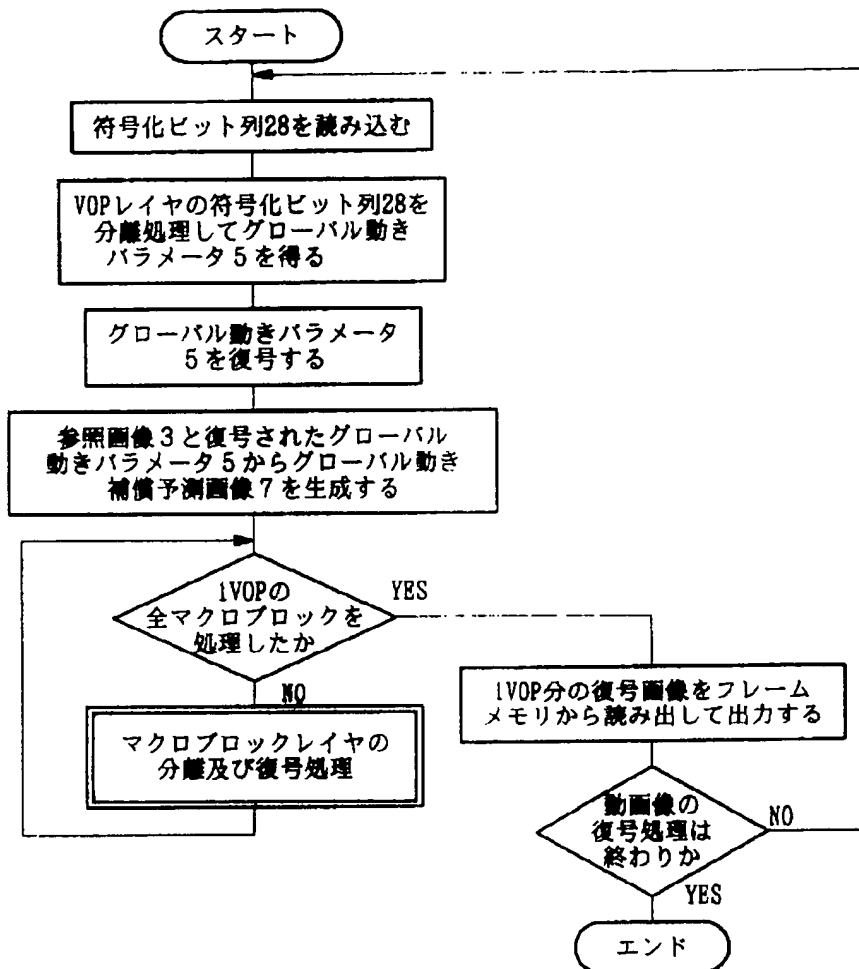 スタート
符号化ビット列28を読み込む
VOPレイヤの符号化ビット列28を
分離処理してグローバル動き
パラメータ5を得る
グローバル動きパラメータ
5を復号する
参照画像3と復号されたグローバル
動きパラメータ5からグローバル動き
補償予測画像7を生成する
1VOPの
全マクロブロックを
処理したか
YES
NO
マクロブロックレイヤの
分離及び復号処理
1VOP分の復号画像をフレーム
メモリから読み出して出力する
動画像の
復号処理は
終わりか
NO
YES
エンド